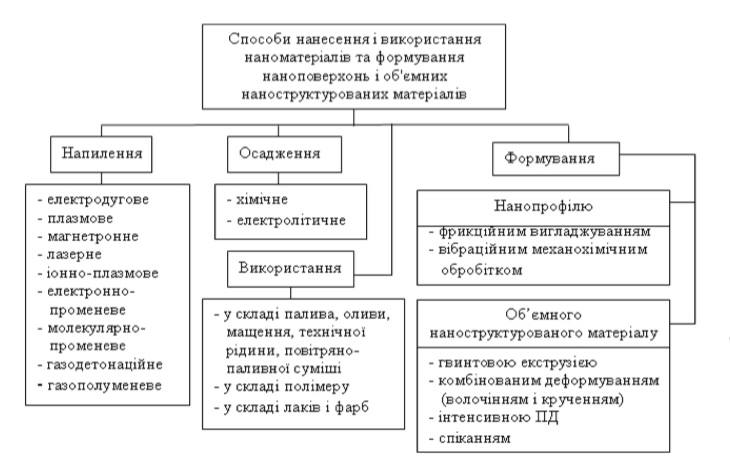 Способи нанесення і використання
наноматеріалів та формування
наноповерхонь і об'ємних
наноструктурованих матеріалів
Напилення
- електродугове
- плазмове
- магнетронне
- лазерне
- іонно-плазмове
- електронно-
променеве
- молекулярно-
променеве
- газодетонаційне
- газополуменеве
Осадження
- хімічне
- електролітичне
Використання
- у складі палива, оливи,
мащення, технічної
рідини, повітряно-
паливної суміші
- у складі полімеру
- у складі лаків і фарб
Формування
Нанопрофілю
- фрикційним вигладжуванням
- вібраційним механохімічним
обробітком
Об’ємного
наноструктурованого матеріалу
- гвинтовою екструзією
- комбінованим деформуванням
(волочінням і крученням)
- інтенсивною ПД
- спіканням